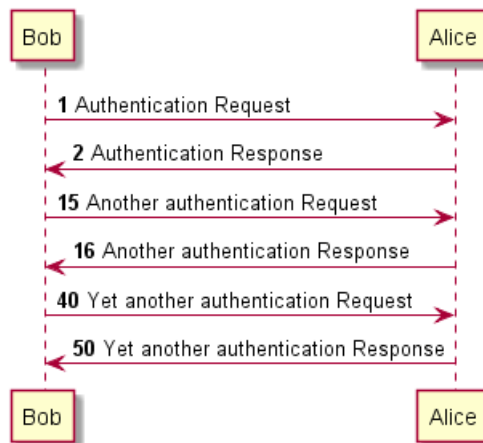 Bob Alice
1 Authentication Request
2 Authentication Response
15 Another authentication Request
16 Another authentication Response
40 Yet another authentication Request
50 Yet another authentication Response
Bob Alice